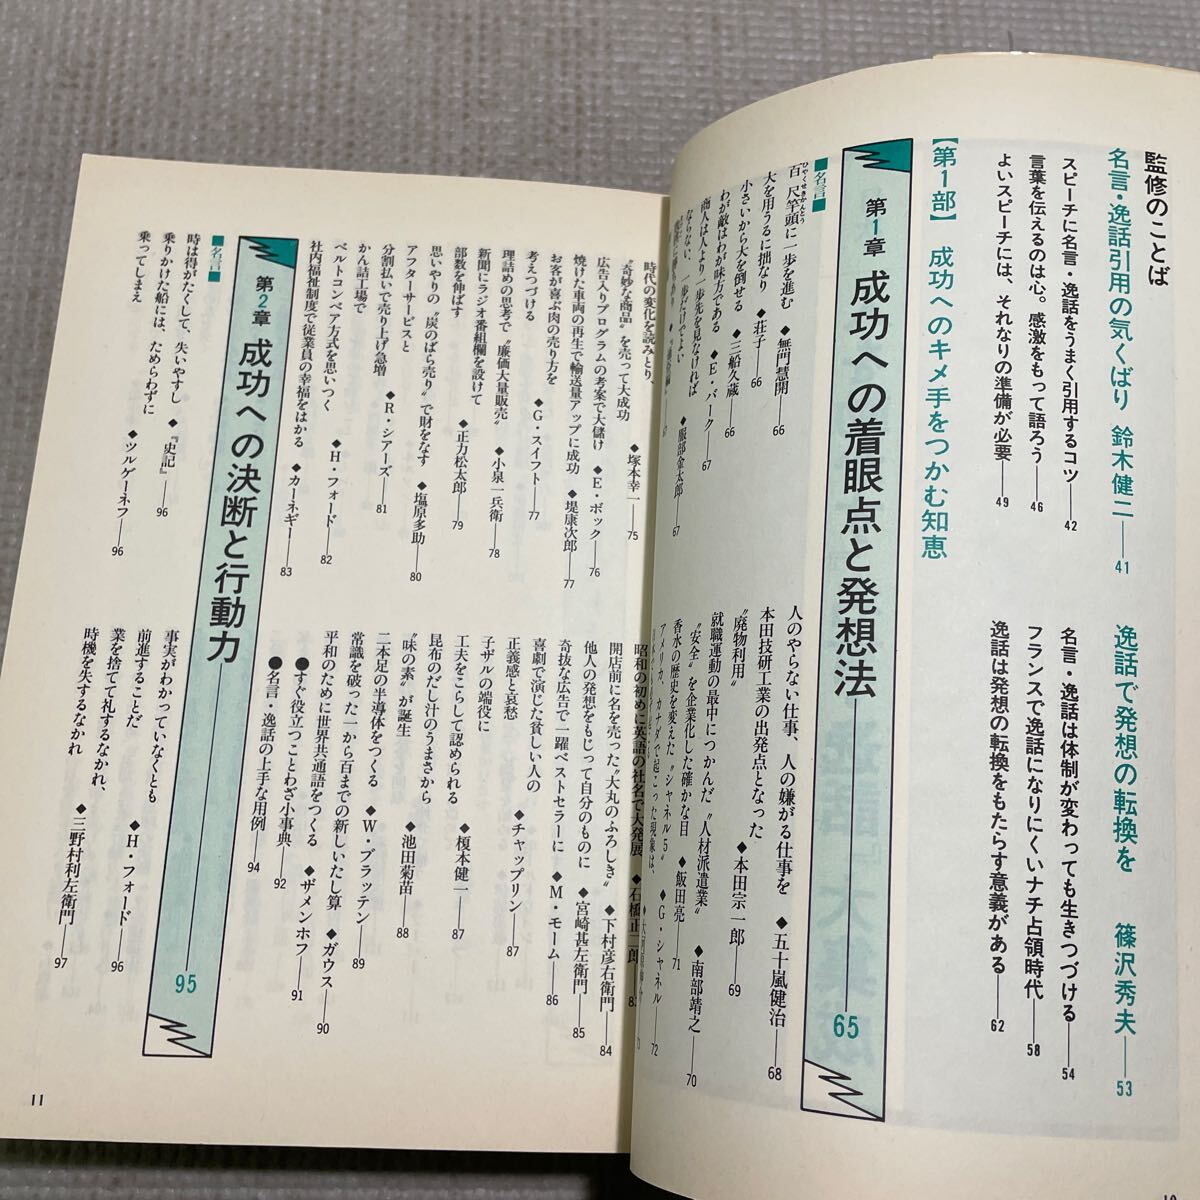 監修のことば
名言・逸話引用の気くばり 鈴木健二—41
スピーチに名言・逸話をうまく引用するコツ—42
言葉を伝えるのは心。感激をもって語ろう—46
よいスピーチには、それなりの準備が必要—49
逸話で発想の転換を 篠沢秀夫—53
名言・逸話は体制が変わっても生きつづける—54
フランスで逸話になりにくいナチ占領時代—58
逸話は発想の転換をもたらす意義がある—62
【第1部】 成功へのキメ手をつかむ知恵
第1章 成功への着眼点と発想法—65
■名言■
百尺竿頭に一歩を進む ◆無門慧開—66
ひゃくせきかんとう
大を用うるに拙なり ◆荘子—66
小さいから大を倒せる ◆三船久蔵—66
わが敵はわが味方である ◆E・バーク—67
商人は人より一歩先を見なければ
ならない。一歩だけでよい ◆服部金太郎—67
人のやらない仕事、人の嫌がる仕事を ◆五十嵐健治—68
本田技研工業の出発点となった
〝廃物利用〟 ◆本田宗一郎—69
就職運動の最中につかんだ〝人材派遣業〟 ◆南部靖之—70
〝安全〟を企業化した確かな目 ◆飯田亮—71
香水の歴史を変えた〝シャネル5〟 ◆G・シャネル—72
アメリカ、カナダで起こった現象は、
時代の変化を読みとり、
〝奇妙な商品〟を売って大成功 ◆塚本幸一—75
広告入りプログラムの考案で大儲け ◆E・ボック—76
焼けた車両の再生で輸送量アップに成功 ◆堤康次郎—77
お客が喜ぶ肉の売り方を
考えつづける ◆G・スイフト—77
理詰めの思考で〝廉価大量販売〟 ◆小泉一兵衛—78
新聞にラジオ番組欄を設けて
部数を伸ばす ◆正力松太郎—79
思いやりの〝炭のばら売り〟で財をなす ◆塩原多助—80
アフターサービスと
分割払いで売り上げ急増 ◆R・シアーズ—81
かん詰工場で
ベルトコンベア方式を思いつく ◆H・フォード—82
社内福祉制度で従業員の幸福をはかる ◆カーネギー—83
昭和の初めに英語の社名で大発展 ◆石橋正二郎—83
開店前に名を売った〝大丸のふろしき〟 ◆下村彦右衛門—84
他人の発想をもじって自分のものに ◆宮崎甚左衛門—85
奇抜な広告で一躍ベストセラーに ◆M・モーム—86
喜劇で演じた貧しい人の
正義感と哀愁 ◆チャップリン—87
子ザルの端役に
工夫をこらして認められる ◆榎本健一—87
昆布のだし汁のうまさから
〝味の素〟が誕生 ◆池田菊苗—88
二本足の半導体をつくる ◆W・ブラッテン—89
常識を破った一から百までの新しいたし算 ◆ガウス—90
平和のために世界共通語をつくる ◆ザメンホフ—91
●すぐ役立つことわざ小事典—92
●名言・逸話の上手な用例—94
第2章 成功への決断と行動力—95
■名言■
時は得がたくして、失いやすし ◆『史記』—96
乗りかけた船には、ためらわずに
乗ってしまえ ◆ツルゲーネフ—96
事実がわかっていなくとも
前進することだ ◆H・フォード—96
業を捨てて礼するなかれ、
時機を失するなかれ ◆三野村利左衛門—97
11